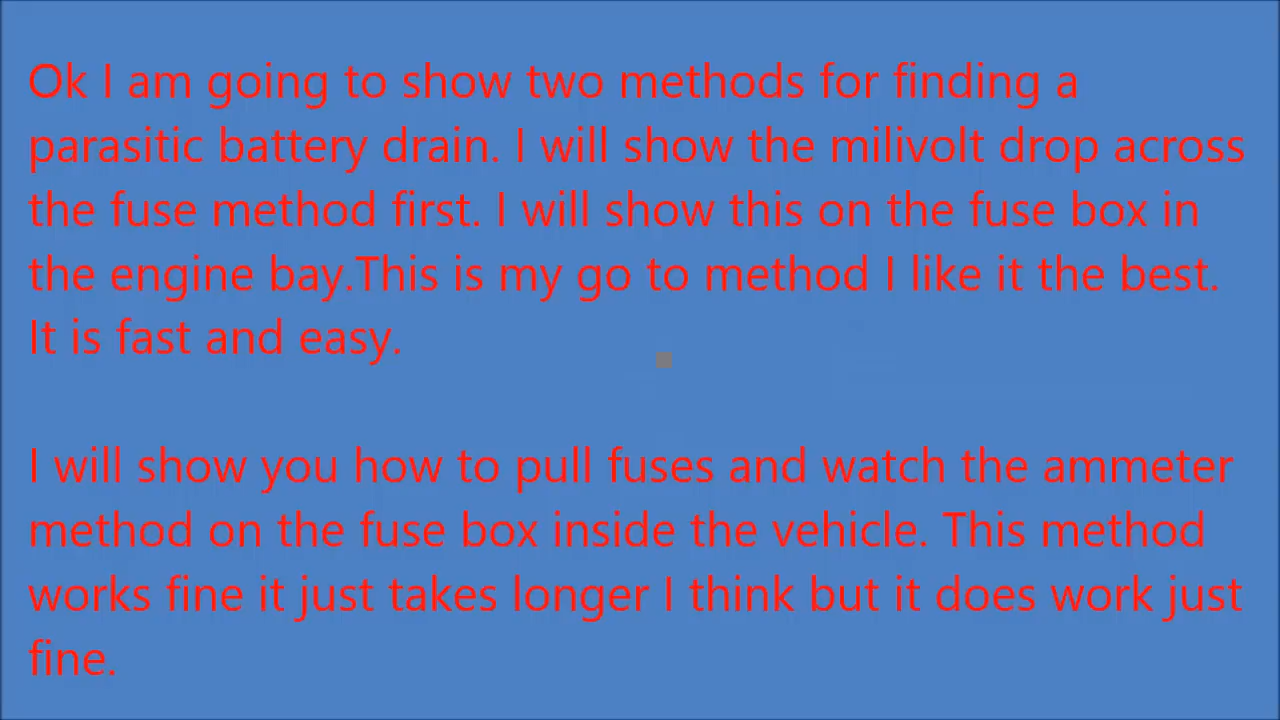 Ok I am going to show two methods for finding a
parasitic battery drain. I will show the milivolt drop across
the fuse method first. I will show this on the fuse box in
the engine bay.This is my go to method I like it the best.
It is fast and easy.
I will show you how to pull fuses and watch the ammeter
method on the fuse box inside the vehicle. This method
works fine it just takes longer I think but it does work just
fine.